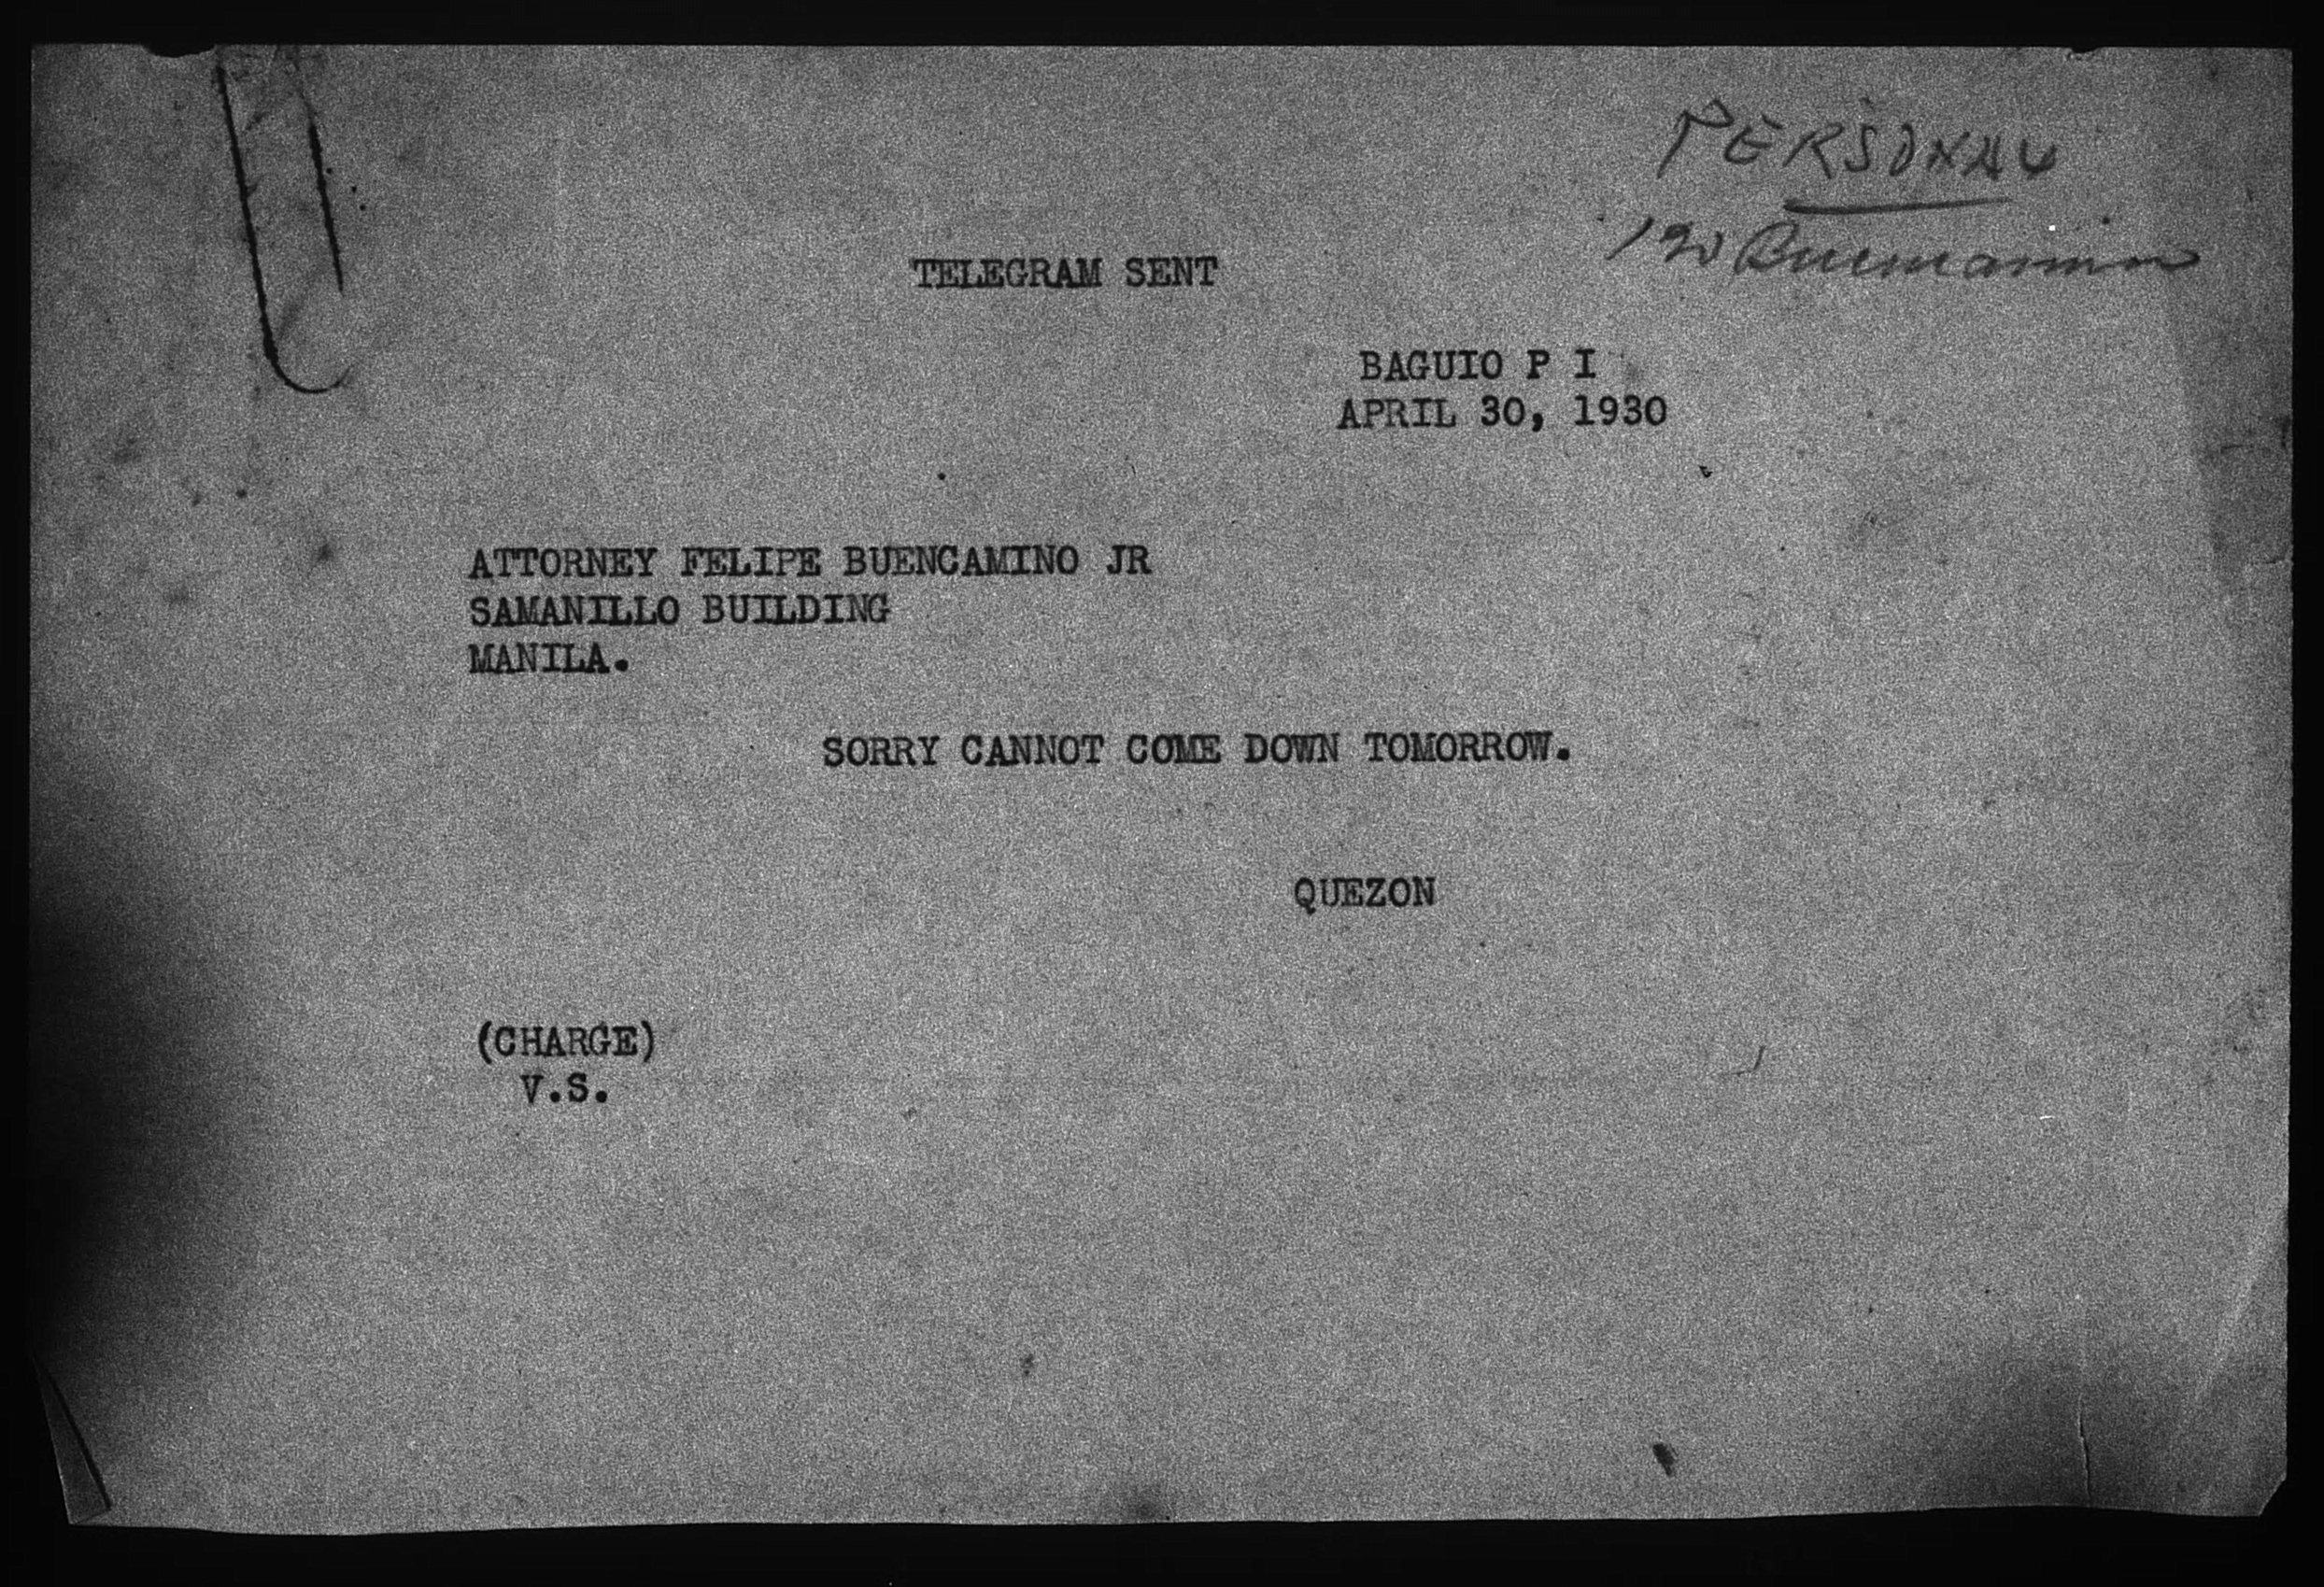 PERSONAL
Buencamino
TELEGRAM SENT
BAGUIO P I
APRIL 30, 1930
ATTORNEY FELIPE BUENCAMINO JR
SAMANILLO BUILDING
MANILA.
SORRY CANNOT COME DOWN TOMORROW.
QUEZON
(CHARGE)
V.S.